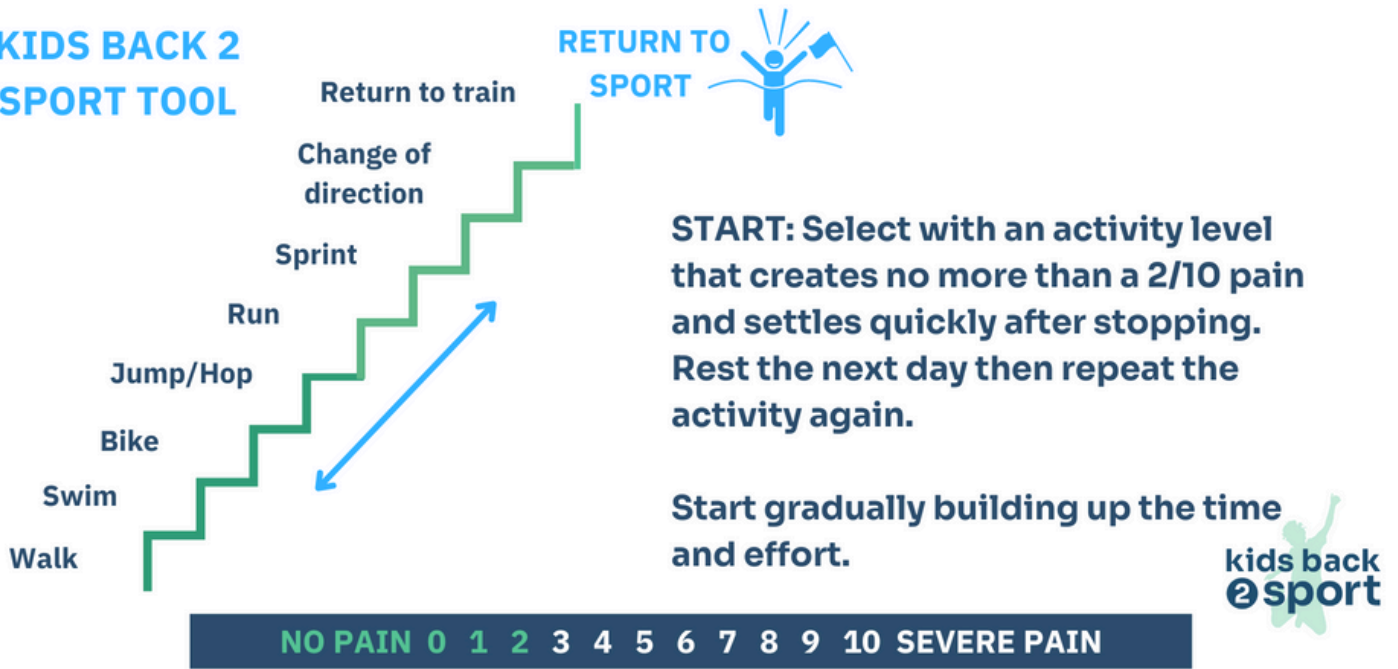 KIDS BACK 2
SPORT TOOL
RETURN TO
SPORT
Return to train
Change of
direction
Sprint
Run
Jump/Hop
Bike
Swim
Walk
START: Select with an activity level
that creates no more than a 2/10 pain
and settles quickly after stopping.
Rest the next day then repeat the
activity again.
Start gradually building up the time
and effort.
kids back
2 sport
NO PAIN 0 1 2 3 4 5 6 7 8 9 10 SEVERE PAIN